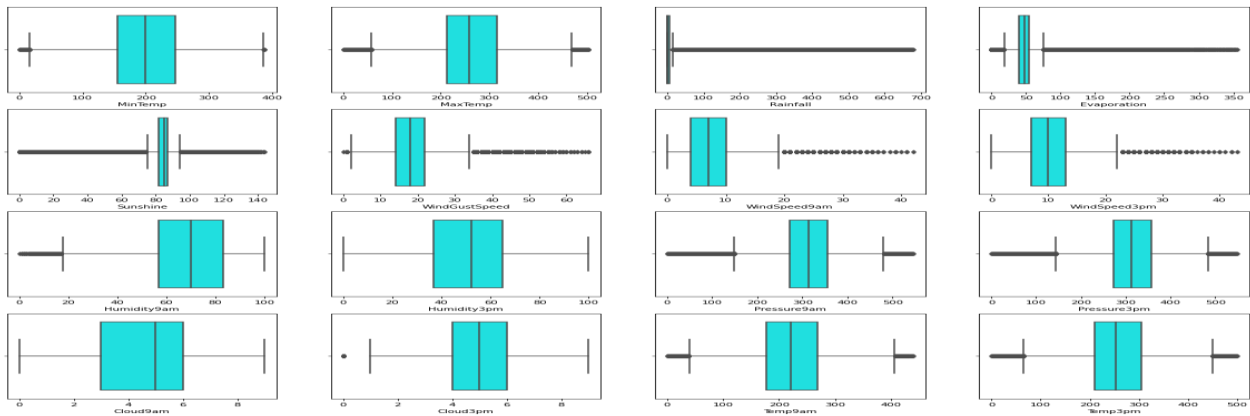 0 100 200 300 400
MinTemp
0 100 200 300 400 500
MaxTemp
0 100 200 300 400 500 600 700
Rainfall
0 50 100 150 200 250 300 350
Evaporation
0 20 40 60 80 100 120 140
Sunshine
0 10 20 30 40 50 60
WindGustSpeed
0 10 20 30 40
WindSpeed9am
0 10 20 30 40
WindSpeed3pm
0 20 40 60 80 100
Humidity9am
0 20 40 60 80 100
Humidity3pm
0 100 200 300 400 500
Pressure9am
0 100 200 300 400 500
Pressure3pm
0 2 4 6 8
Cloud9am
0 2 4 6 8
Cloud3pm
0 100 200 300 400
Temp9am
0 100 200 300 400 500
Temp3pm